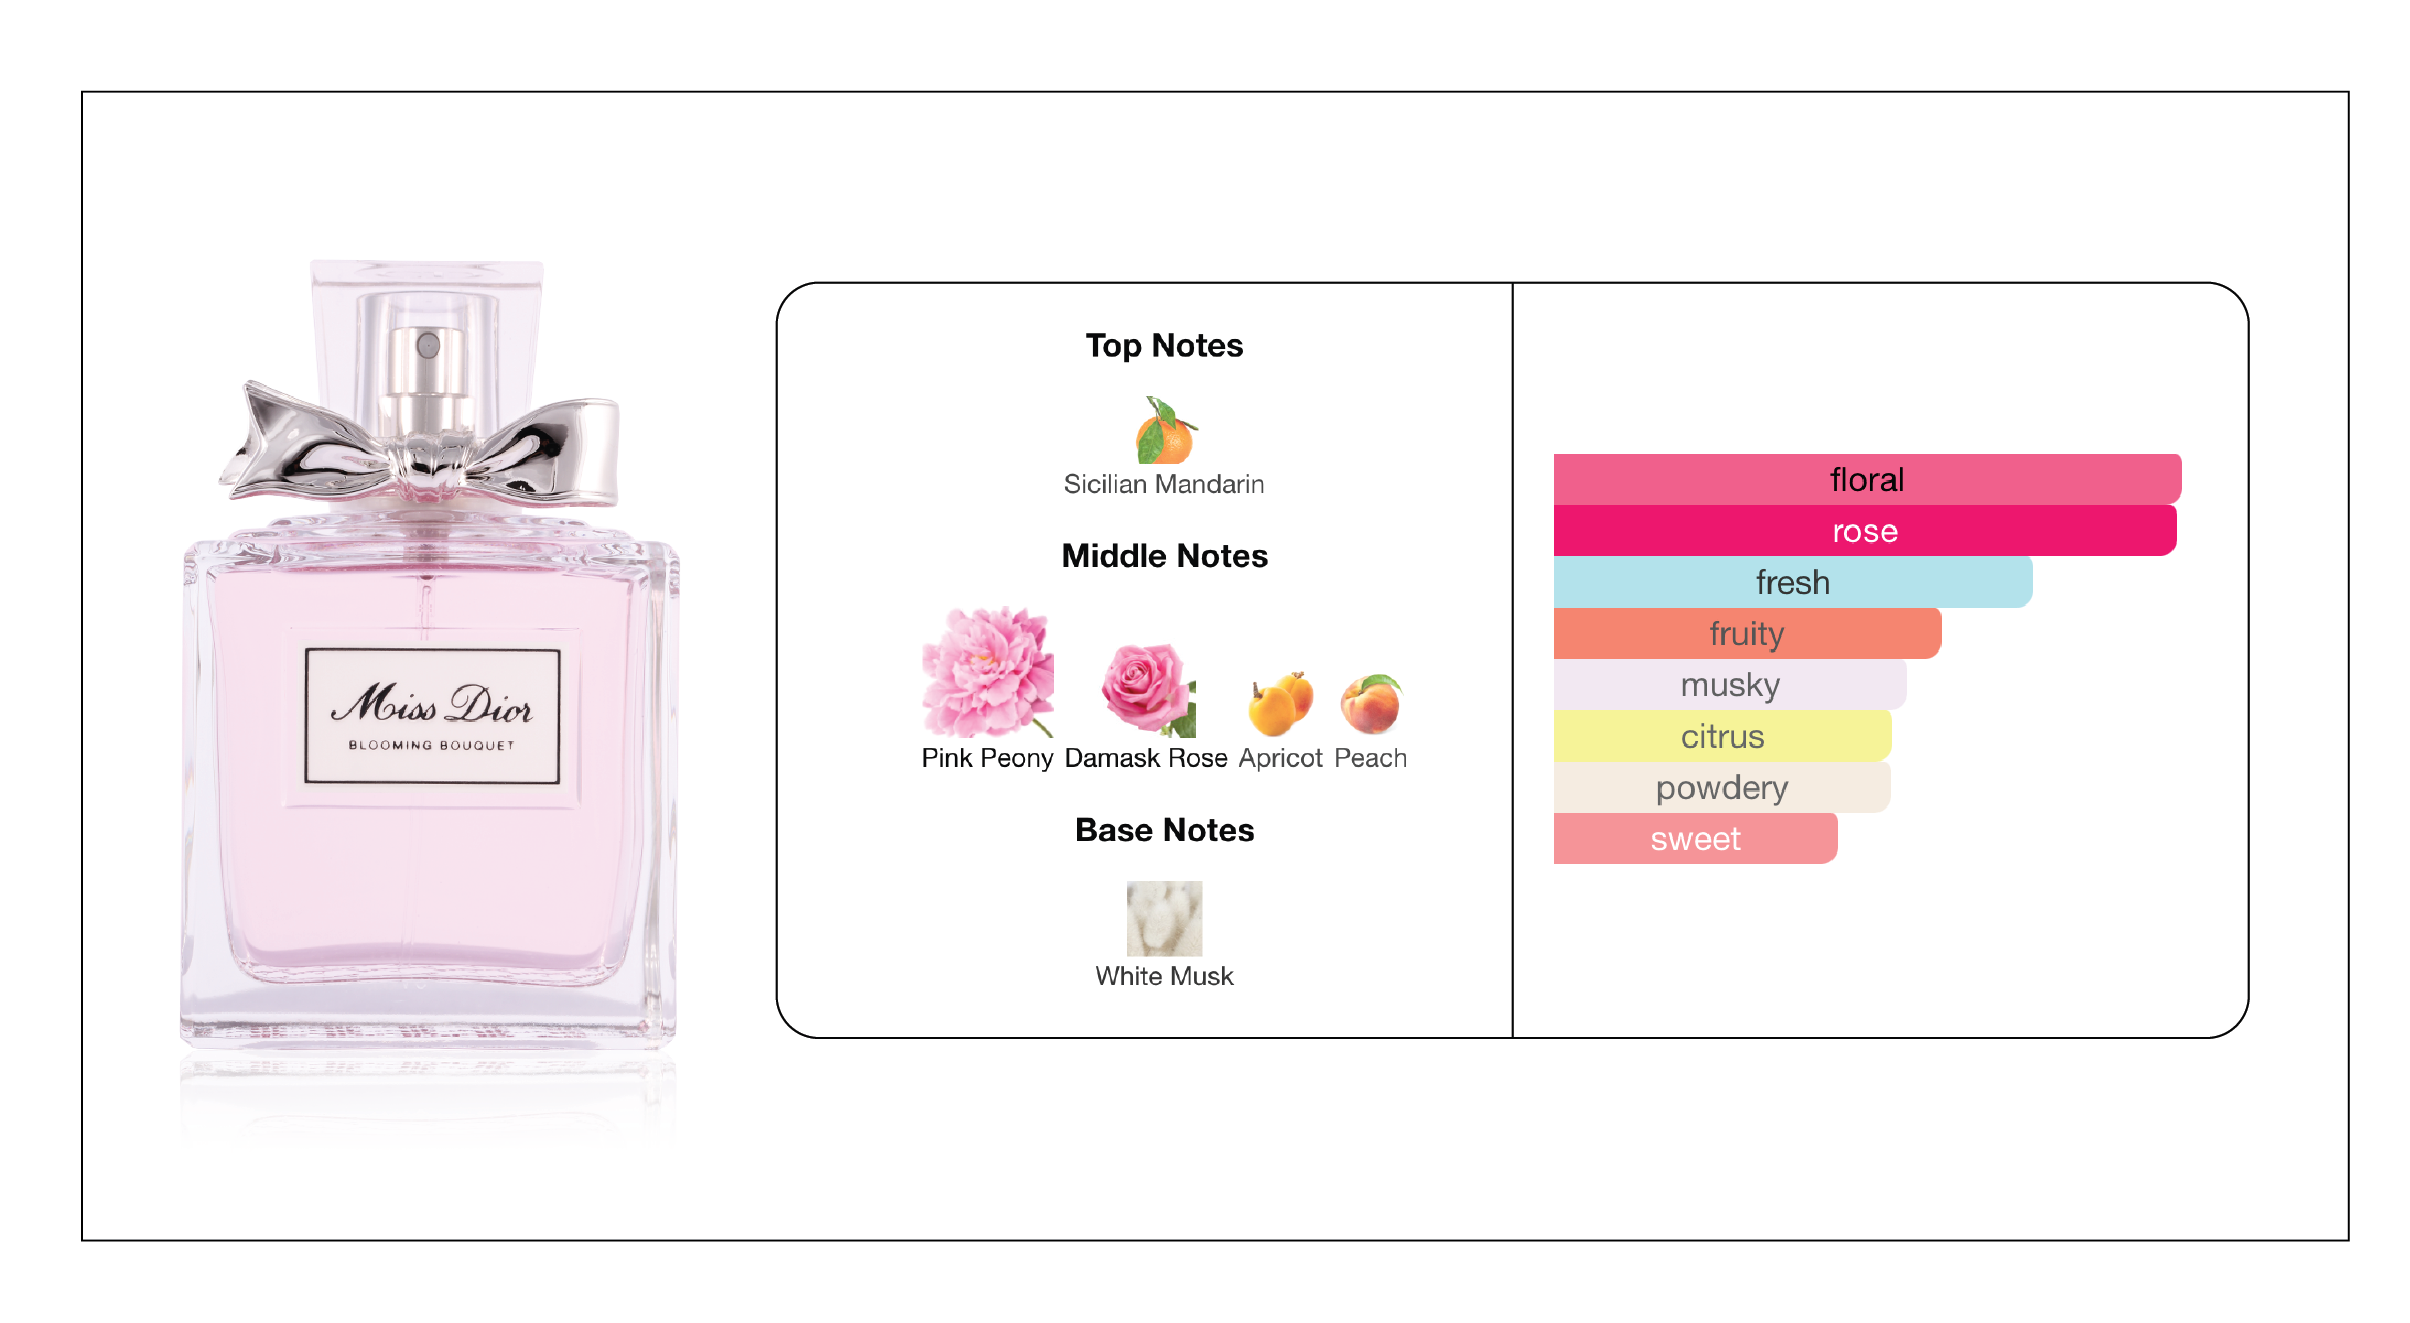 Miss Dior
BLOOMING BOUQUET
Top Notes
Sicilian Mandarin
Middle Notes
Pink Peony Damask Rose Apricot Peach
Base Notes
White Musk
floral
rose
fresh
fruity
musky
citrus
powdery
sweet